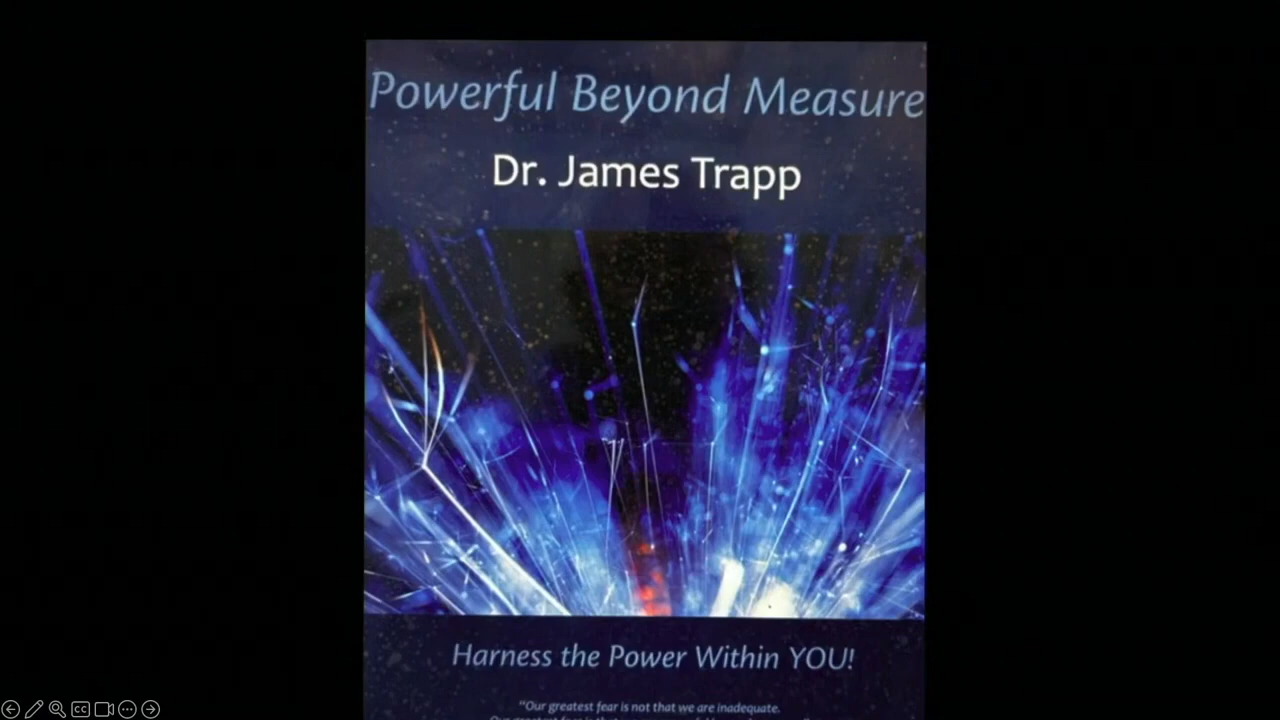 Powerful Beyond Measure
Dr. James Trapp
Harness the Power Within YOU!
"Our greatest fear is not that we are inadequate.
CC